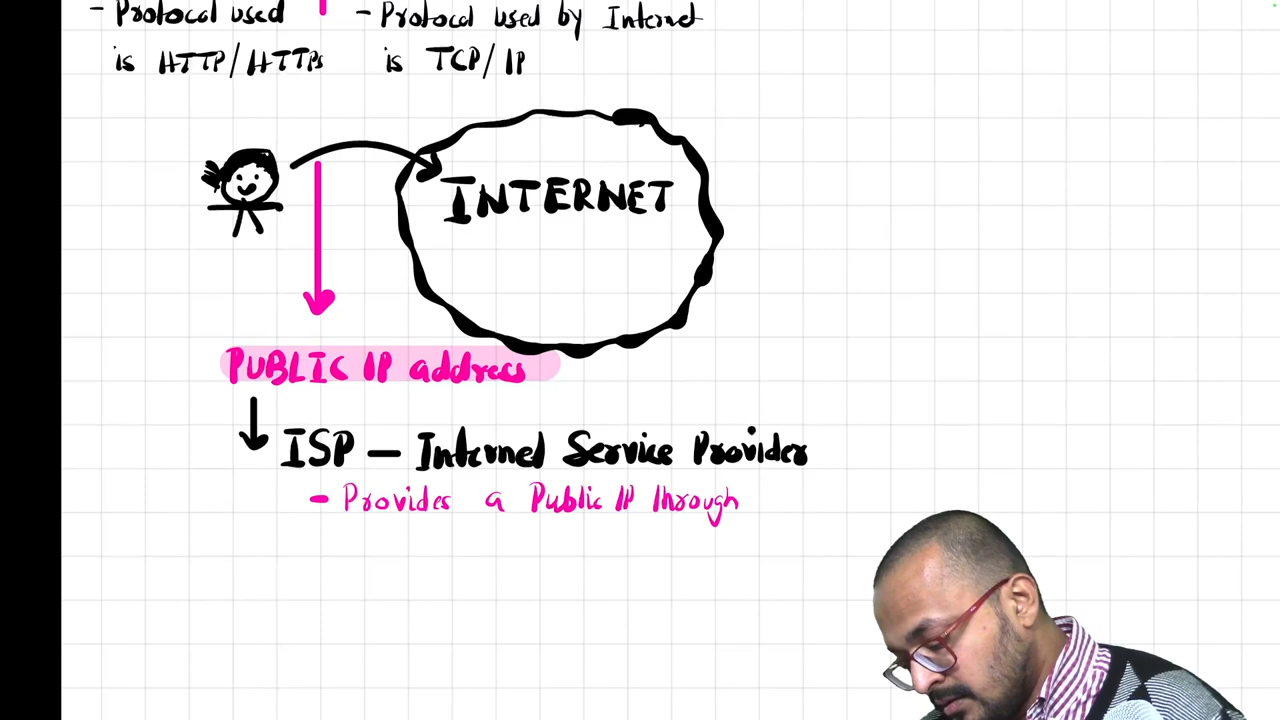 - Protocol used
is HTTP/HTTPs
- Protocol used by Internet
is TCP/IP
INTERNET
PUBLIC IP address
ISP - Interned Service Provider
- Provides a Public IP through